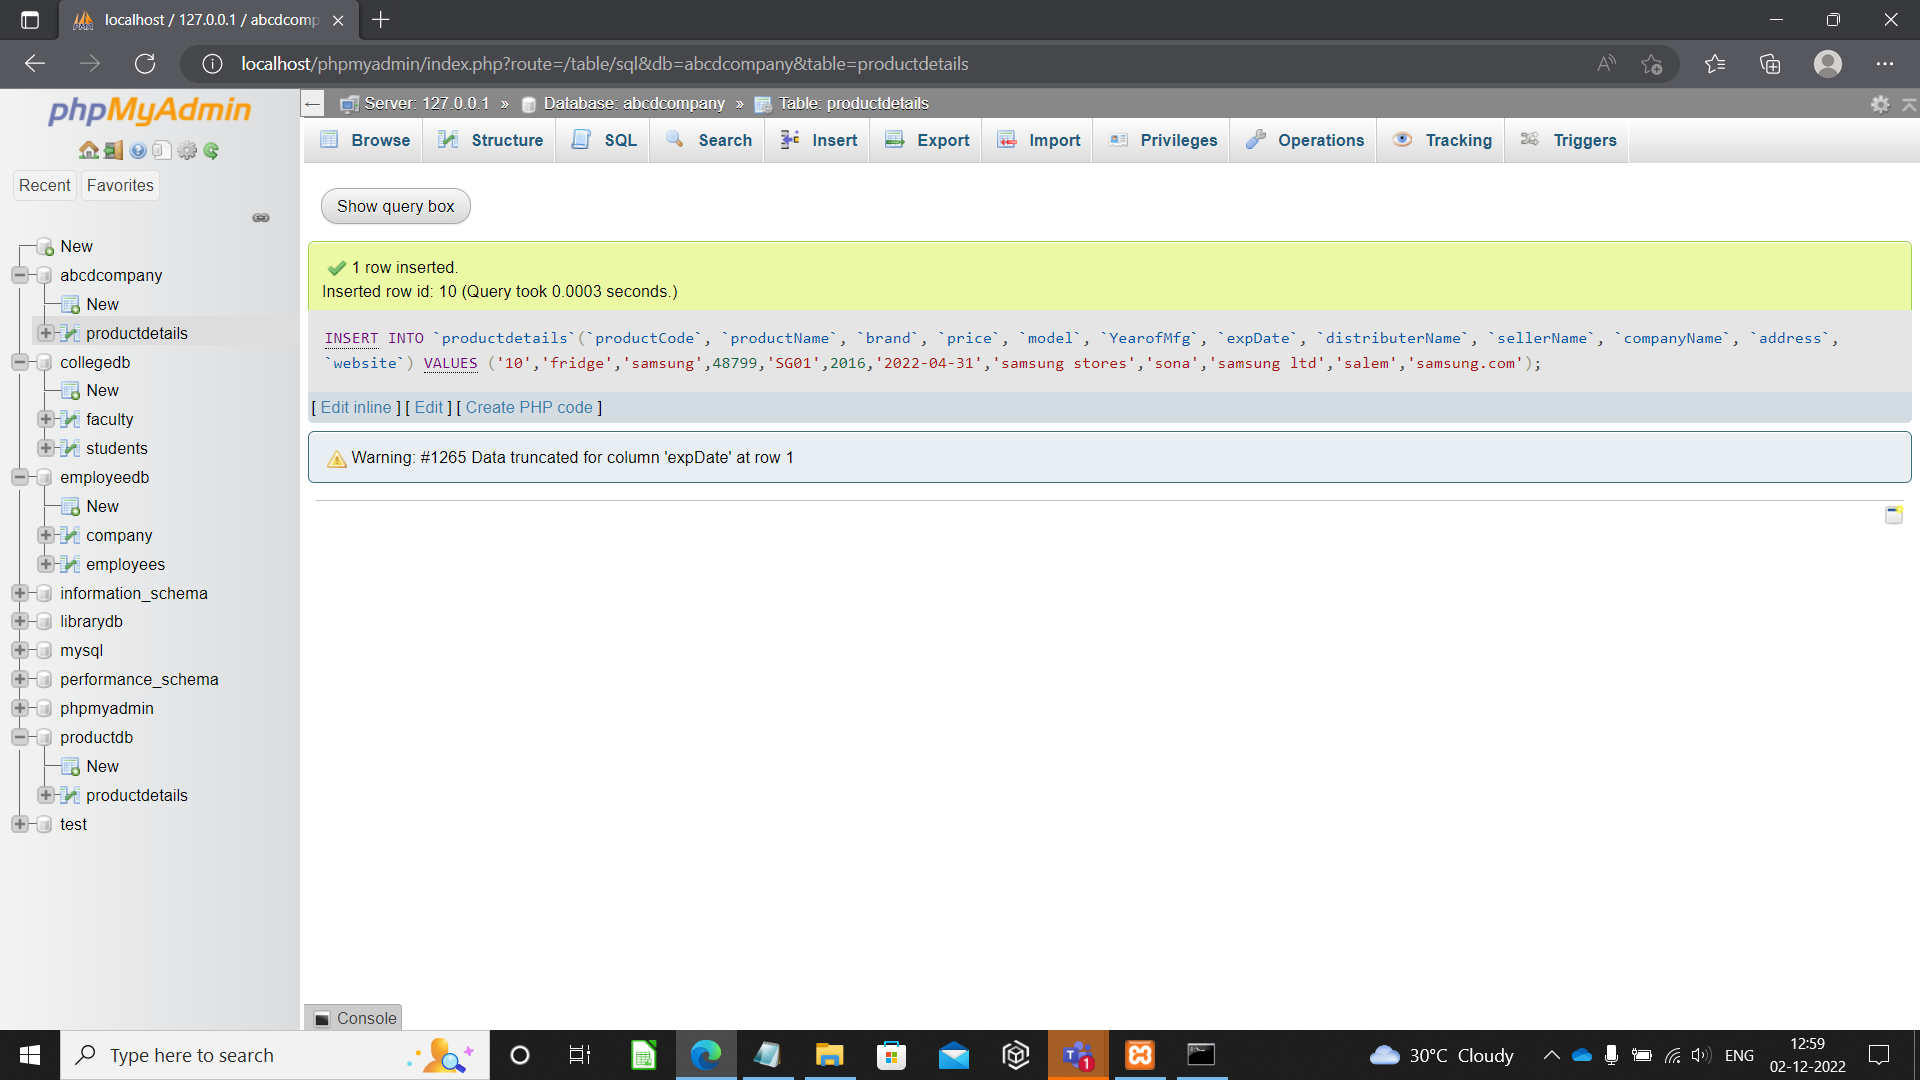 localhost / 127.0.0.1 / abcdcomp
localhost/phpmyadmin/index.php?route=/table/sql&db=abcdcompany&table=productdetails
phpMyAdmin
Recent Favorites
New
abcdcompany
New
productdetails
collegedb
New
faculty
students
employeedb
New
company
employees
information_schema
librarydb
mysql
performance_schema
phpmyadmin
productdb
New
productdetails
test
Server: 127.0.0.1 » Database: abcdcompany » Table: productdetails
Browse Structure SQL Search Insert Export Import Privileges Operations Tracking Triggers
Show query box
1 row inserted.
Inserted row id: 10 (Query took 0.0003 seconds.)
INSERT INTO `productdetails`(`productCode`, `productName`, `brand`, `price`, `model`, `YearofMfg`, `expDate`, `distributerName`, `sellerName`, `companyName`, `address`,
`website`) VALUES ('10','fridge','samsung',48799,'SG01',2016,'2022-04-31','samsung stores','sona','samsung ltd','salem','samsung.com');
[ Edit inline ] [ Edit ] [ Create PHP code ]
Warning: #1265 Data truncated for column 'expDate' at row 1
Console
Type here to search
1
30°C Cloudy
ENG
12:59
02-12-2022